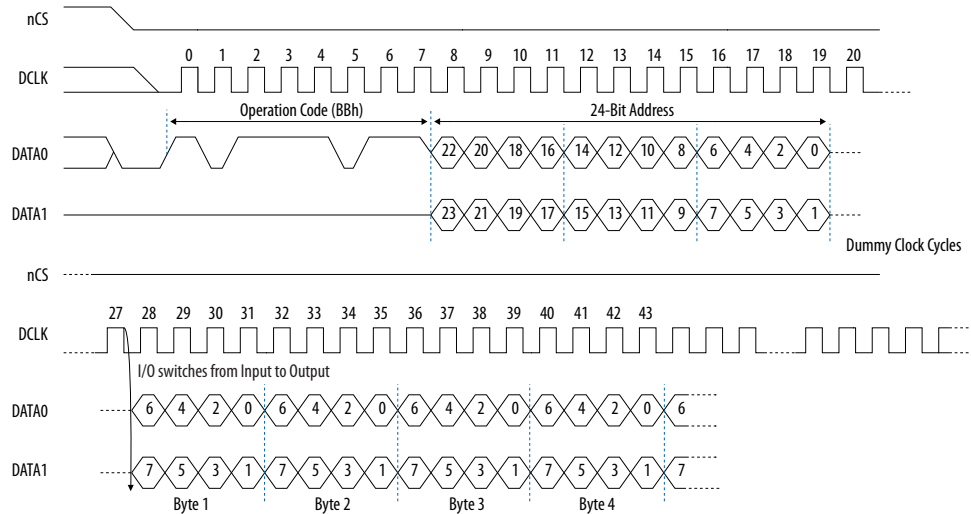 nCS
0 1 2 3 4 5 6 7 8 9 10 11 12 13 14 15 16 17 18 19 20
DCLK
Operation Code (BBh) 24-Bit Address
DATA0 22 20 18 16 14 12 10 8 6 4 2 0
DATA1 23 21 19 17 15 13 11 9 7 5 3 1
Dummy Clock Cycles
nCS
27 28 29 30 31 32 33 34 35 36 37 38 39 40 41 42 43
DCLK
I/O switches from Input to Output
DATA0 6 4 2 0 6 4 2 0 6 4 2 0 6 4 2 0 6
DATA1 7 5 3 1 7 5 3 1 7 5 3 1 7 5 3 1 7
Byte 1 Byte 2 Byte 3 Byte 4